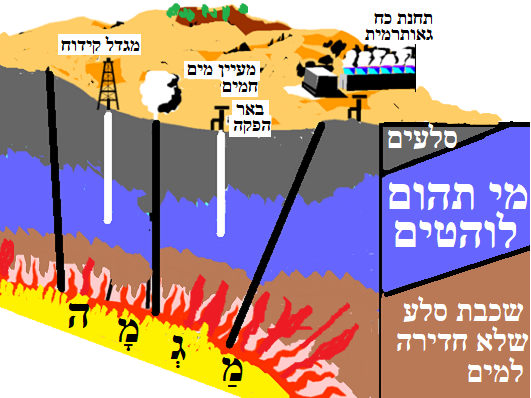 תחנת כח
גאותרמית
מגדל קידוח
מעיין מים
חמים
באר
הפקה
סלעים
מי תהום
לוהטים
שכבת סלע
שלא חדירה
למים
מַגְמָה